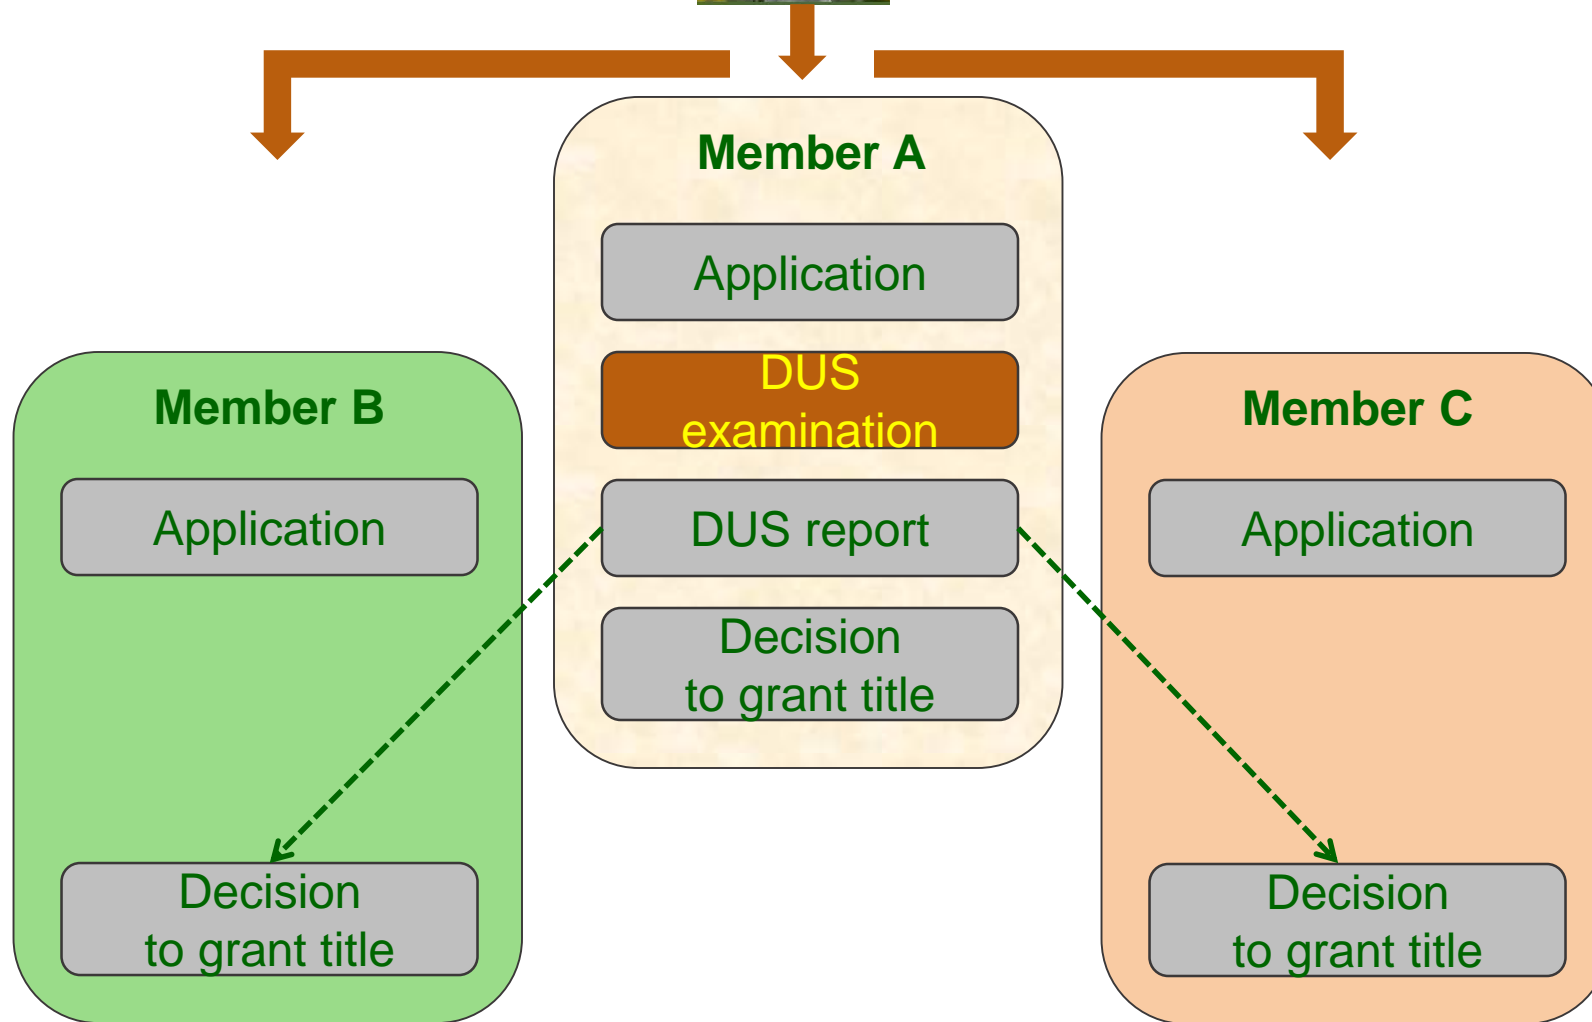 Member A
Application
DUS
examination
DUS report
Decision
to grant title
Member B
Application
Decision
to grant title
Member C
Application
Decision
to grant title